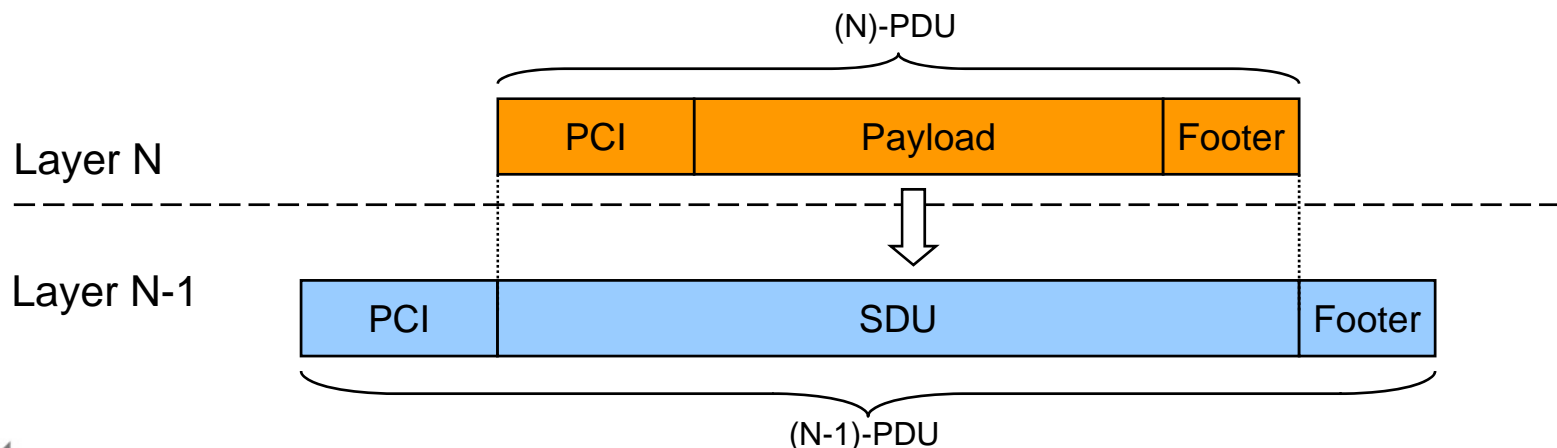 (N)-PDU
PCI Payload Footer
Layer N
Layer N-1
PCI SDU Footer
(N-1)-PDU